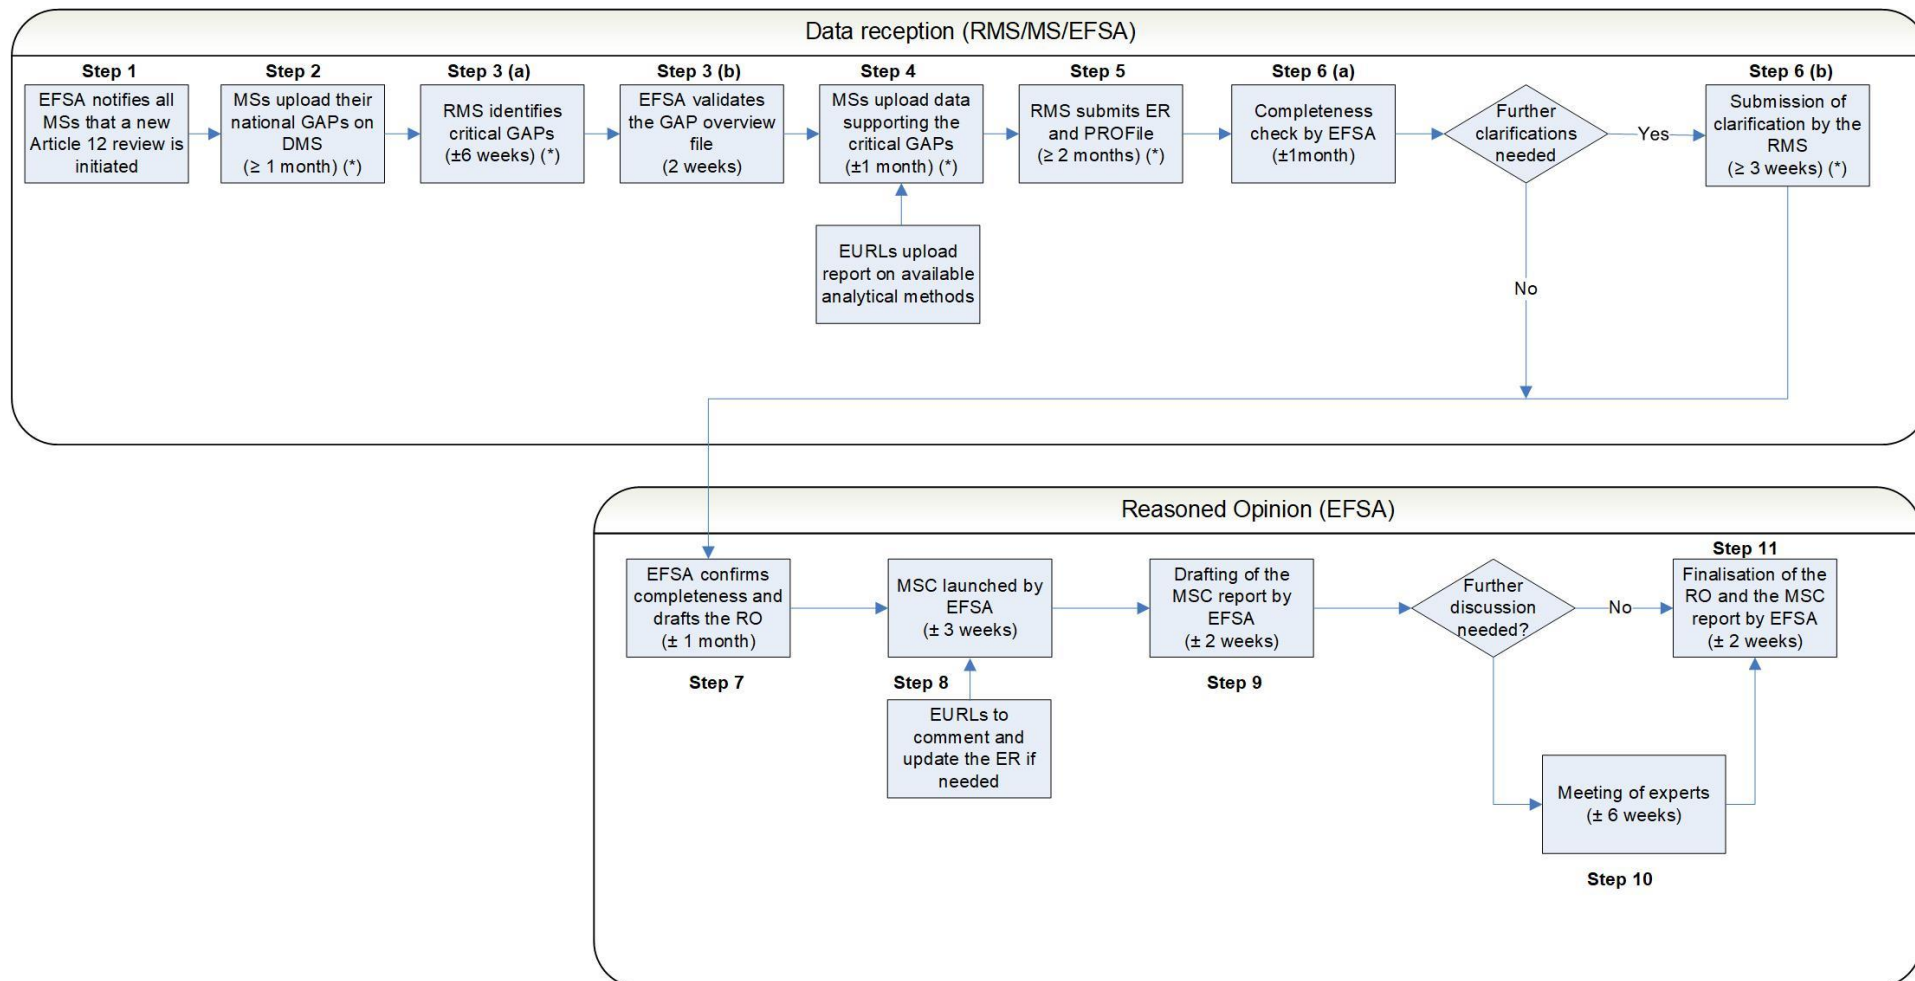 Data reception (RMS/MS/EFSA)
Step 1
EFSA notifies all
MSs that a new
Article 12 review is
initiated
Step 2
MSs upload their
national GAPs on
DMS
(≥ 1 month) (*)
Step 3 (a)
RMS identifies
critical GAPs
(±6 weeks) (*)
Step 3 (b)
EFSA validates
the GAP overview
file
(2 weeks)
Step 4
MSs upload data
supporting the
critical GAPs
(±1 month) (*)
EURLs upload
report on available
analytical methods
Step 5
RMS submits ER
and PROFile
(≥ 2 months) (*)
Step 6 (a)
Completeness
check by EFSA
(±1month)
Further
clarifications
needed
Yes
No
Step 6 (b)
Submission of
clarification by the
RMS
(≥ 3 weeks) (*)
Reasoned Opinion (EFSA)
EFSA confirms
completeness and
drafts the RO
(± 1 month)
Step 7
MSC launched by
EFSA
(± 3 weeks)
Step 8
EURLs to
comment and
update the ER if
needed
Drafting of the
MSC report by
EFSA
(± 2 weeks)
Step 9
Further
discussion
needed?
No
Step 11
Finalisation of the
RO and the MSC
report by EFSA
(± 2 weeks)
Meeting of experts
(± 6 weeks)
Step 10